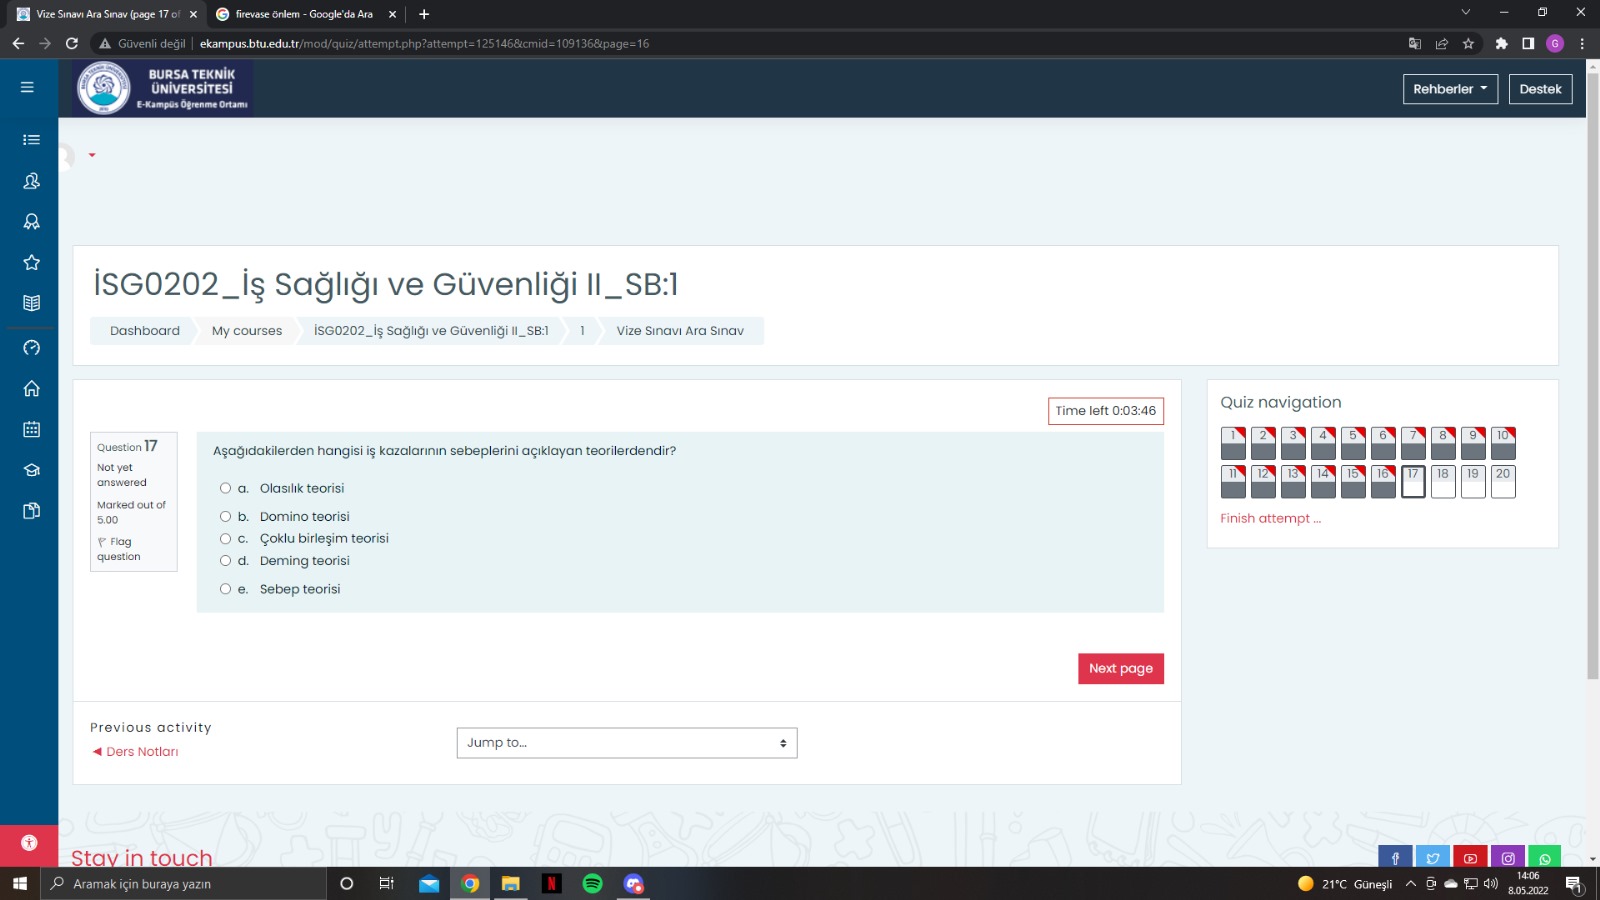 Vize Sınavı Ara Sınav (page 17 of
firevase önlem - Google'da Ara
Güvenli değil
ekampus.btu.edu.tr/mod/quiz/attempt.php?attempt=125146&cmid=109136&page=16
G
BURSA TEKNİK
ÜNİVERSİTESİ
E-Kampüs Öğrenme Ortamı
Rehberler
Destek
İSG0202_İş Sağlığı ve Güvenliği II_SB:1
Dashboard
My courses
İSG0202_İş Sağlığı ve Güvenliği II_SB:1
1
Vize Sınavı Ara Sınav
Time left 0:03:46
Question 17
Not yet
answered
Marked out of
5.00
Flag
question
Aşağıdakilerden hangisi iş kazalarının sebeplerini açıklayan teorilerdendir?
a. Olasılık teorisi
b. Domino teorisi
c. Çoklu birleşim teorisi
d. Deming teorisi
e. Sebep teorisi
Next page
Quiz navigation
1 2 3 4 5 6 7 8 9 10
11 12 13 14 15 16 17 18 19 20
Finish attempt ...
Previous activity
◄ Ders Notları
Jump to...
Stay in touch
Aramak için buraya yazın
N
21°C Güneşli
14:06
8.05.2022
1